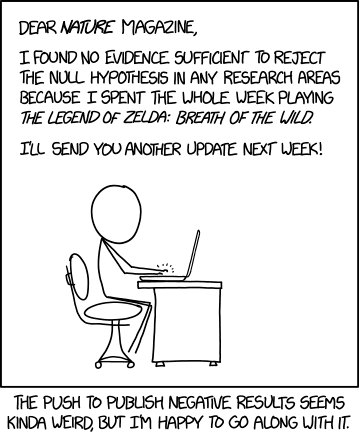 DEAR NATURE MAGAZINE,
I FOUND NO EVIDENCE SUFFICIENT TO REJECT
THE NULL HYPOTHESIS IN ANY RESEARCH AREAS
BECAUSE I SPENT THE WHOLE WEEK PLAYING
THE LEGEND OF ZELDA: BREATH OF THE WILD.
I'LL SEND YOU ANOTHER UPDATE NEXT WEEK!
THE PUSH TO PUBLISH NEGATIVE RESULTS SEEMS
KINDA WEIRD, BUT I'M HAPPY TO GO ALONG WITH IT.